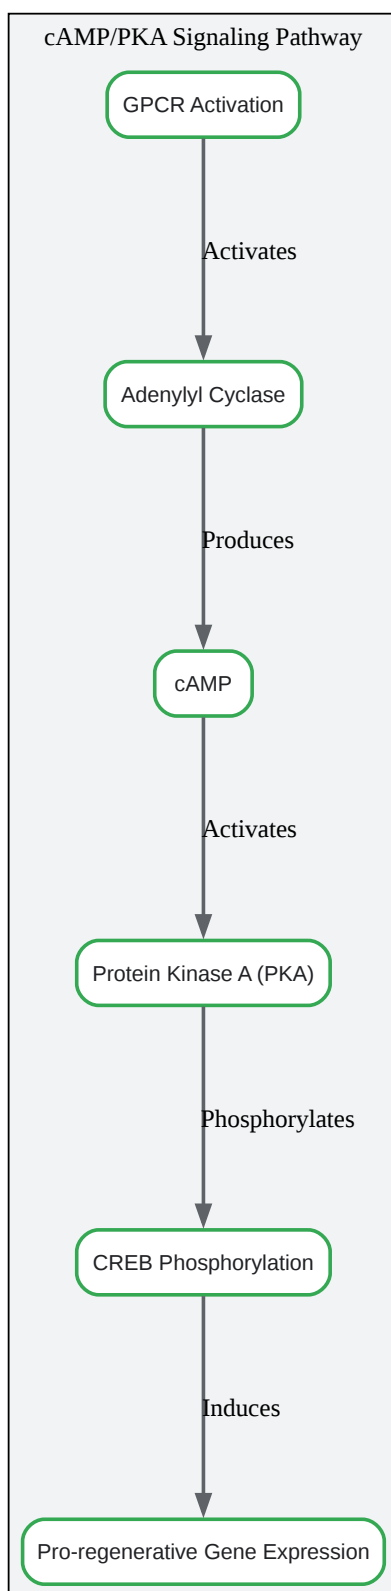 cAMP/PKA Signaling Pathway
GPCR Activation
Activates
Adenylyl Cyclase
Produces
cAMP
Activates
Protein Kinase A (PKA)
Phosphorylates
CREB Phosphorylation
Induces
Pro-regenerative Gene Expression